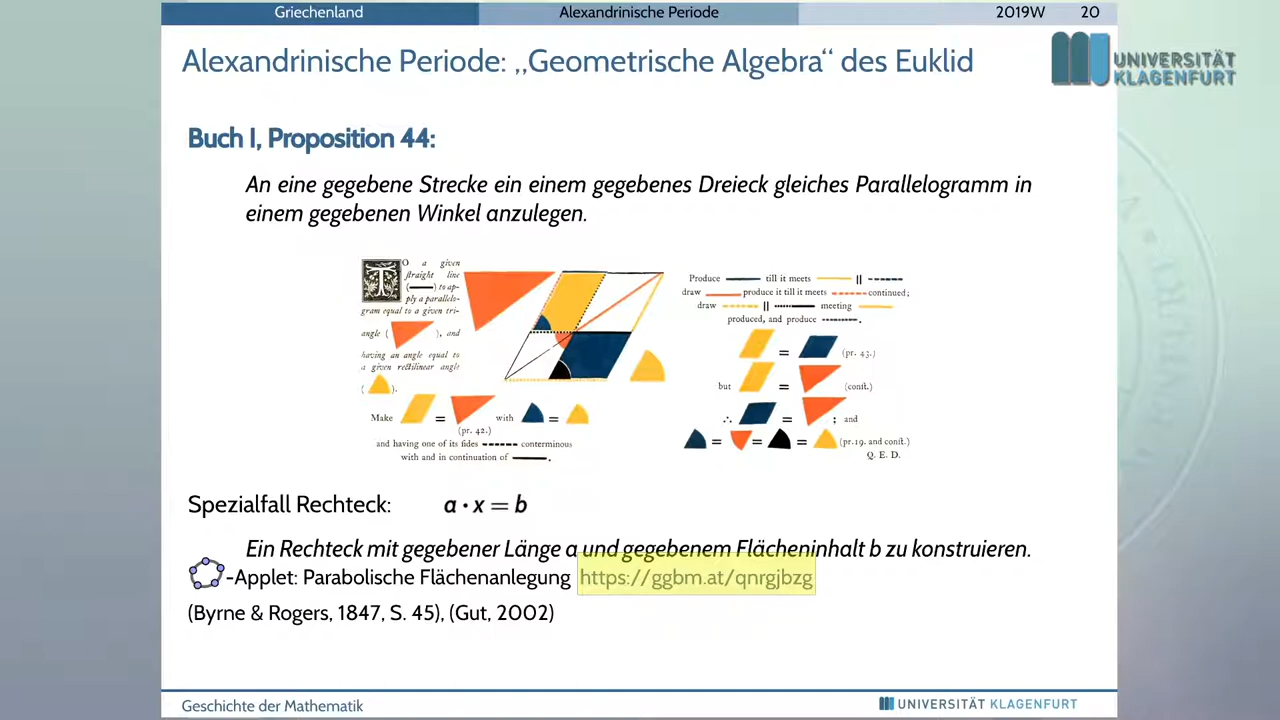 Griechenland
Alexandrinische Periode
2019W 20
Alexandrinische Periode: „Geometrische Algebra“ des Euklid
UNIVERSITÄT
KLAGENFURT
Buch I, Proposition 44:
An eine gegebene Strecke ein einem gegebenes Dreieck gleiches Parallelogramm in
einem gegebenen Winkel anzulegen.
TO a given
ſtraight line
( ) to ap-
ply a parallelo-
gram equal to a given tri-
angle ( ), and
having an angle equal to
a given rectilinear angle
( ).
Make = with =
(pr. 42.)
and having one of its ſides conterminous
with and in continuation of .
Produce till it meets ||
draw produce it till it meets continued;
draw || meeting
produced, and produce .
= (pr. 43.)
but = (conſt.)
∴ = ; and
= = = (pr. 19. and conſt.)
Q. E. D.
Spezialfall Rechteck: a · x = b
Ein Rechteck mit gegebener Länge a und gegebenem Flächeninhalt b zu konstruieren.
-Applet: Parabolische Flächenanlegung https://ggbm.at/qnrgjbzg
(Byrne & Rogers, 1847, S. 45), (Gut, 2002)
Geschichte der Mathematik
UNIVERSITÄT KLAGENFURT